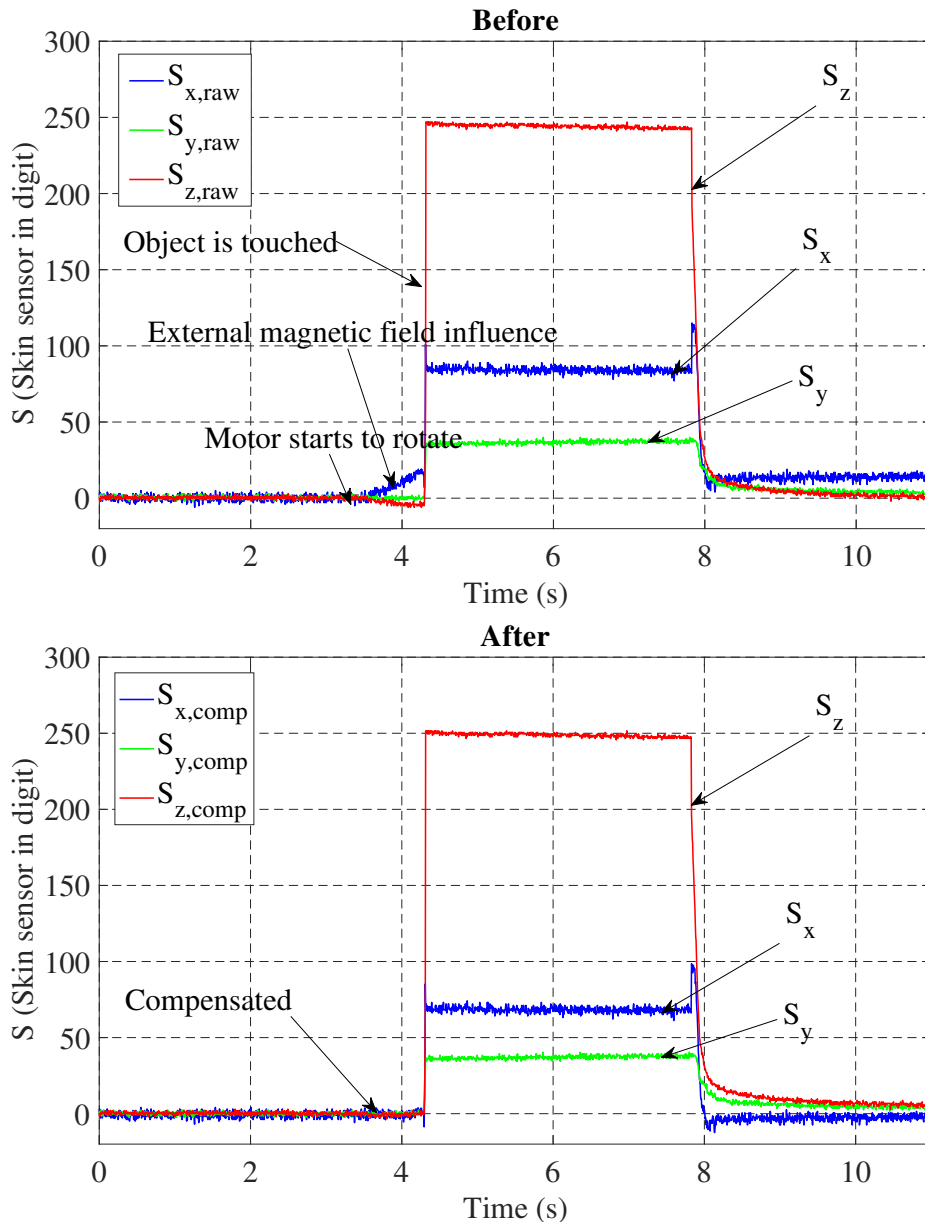 Before
300
250
200
150
100
50
0
S (Skin sensor in digit)
S_x,raw
S_y,raw
S_z,raw
S_z
Object is touched
S_x
External magnetic field influence
S_y
Motor starts to rotate
0 2 4 6 8 10
Time (s)
After
300
250
200
150
100
50
0
S (Skin sensor in digit)
S_x,comp
S_y,comp
S_z,comp
S_z
S_x
Compensated
S_y
0 2 4 6 8 10
Time (s)